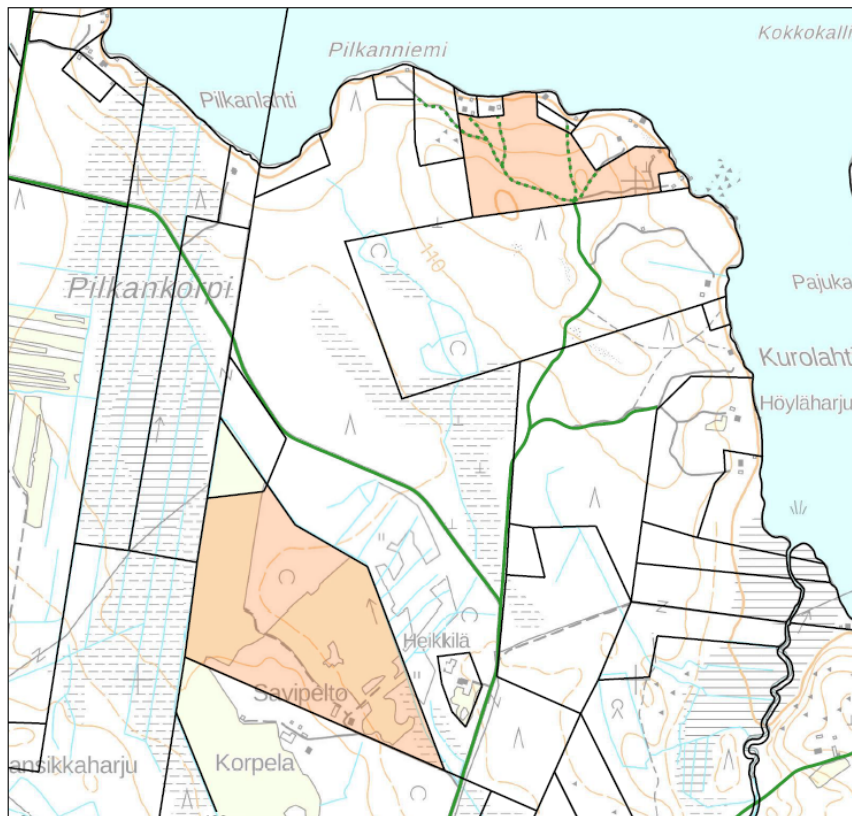 Pilkanniemi
Kokkokalli
Pilkanlahti
110
Pilkankorpi
Pajuka
Kurolahti
Höyläharju
Heikkilä
Savipelto
ansikkaharju
Korpela